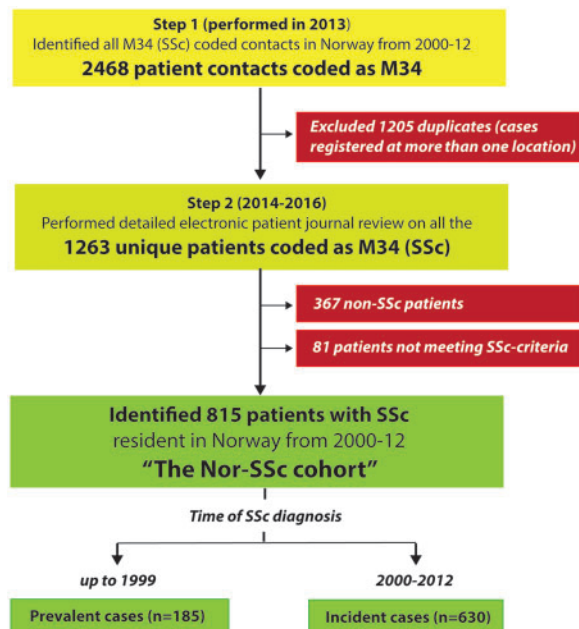 Step 1 (performed in 2013)
Identified all M34 (SSc) coded contacts in Norway from 2000-12
2468 patient contacts coded as M34
Excluded 1205 duplicates (cases
registered at more than one location)
Step 2 (2014-2016)
Performed detailed electronic patient journal review on all the
1263 unique patients coded as M34 (SSc)
367 non-SSc patients
81 patients not meeting SSc-criteria
Identified 815 patients with SSc
resident in Norway from 2000-12
“The Nor-SSc cohort”
Time of SSc diagnosis
up to 1999
2000-2012
Prevalent cases (n=185)
Incident cases (n=630)